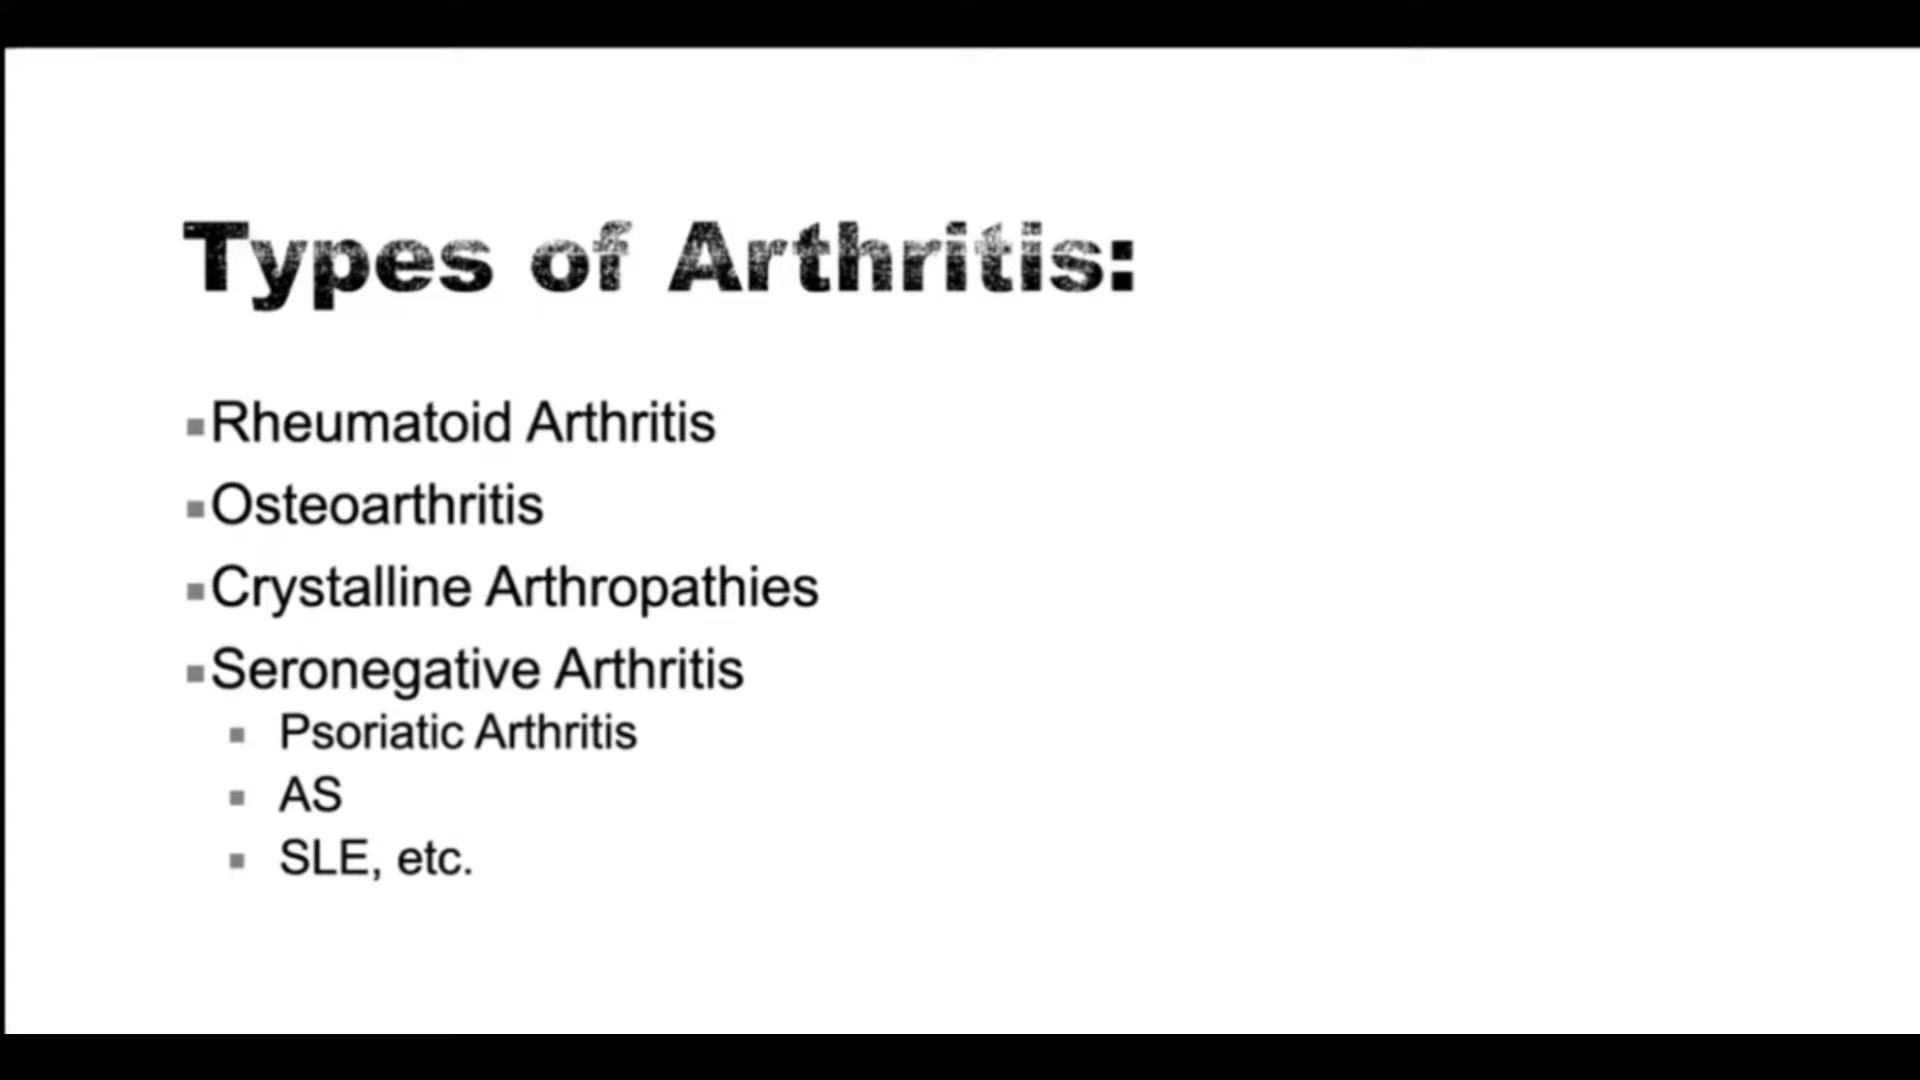 Types of Arthritis:
Rheumatoid Arthritis
Osteoarthritis
Crystalline Arthropathies
Seronegative Arthritis
Psoriatic Arthritis
AS
SLE, etc.